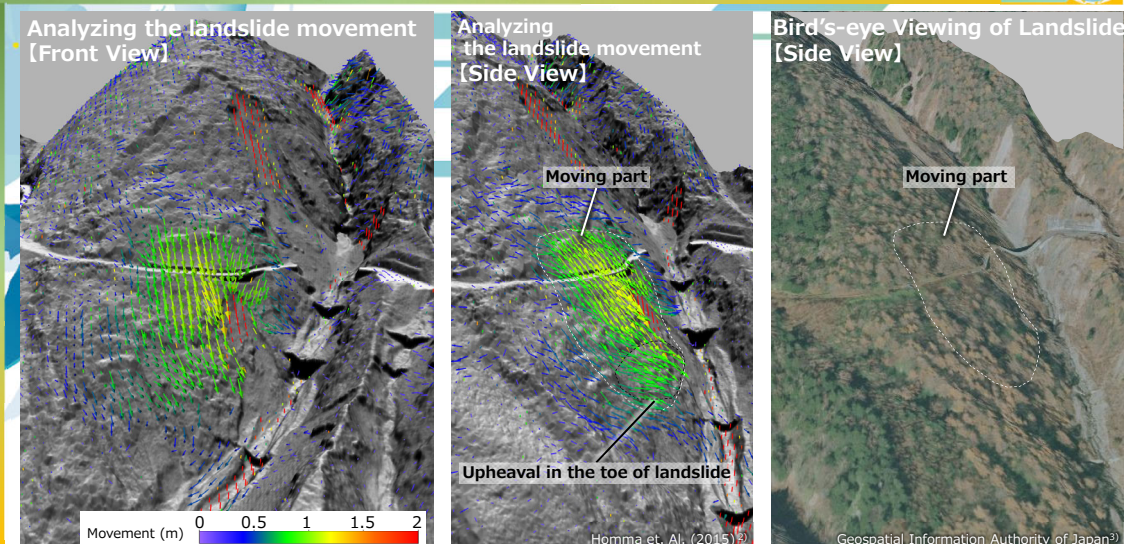 Analyzing the landslide movement
【Front View】
Movement (m)
0 0.5 1 1.5 2
Analyzing
the landslide movement
【Side View】
Moving part
Upheaval in the toe of landslide
Homma et. Al. (2015)2)
Bird's-eye Viewing of Landslide
【Side View】
Moving part
Geospatial Information Authority of Japan3)